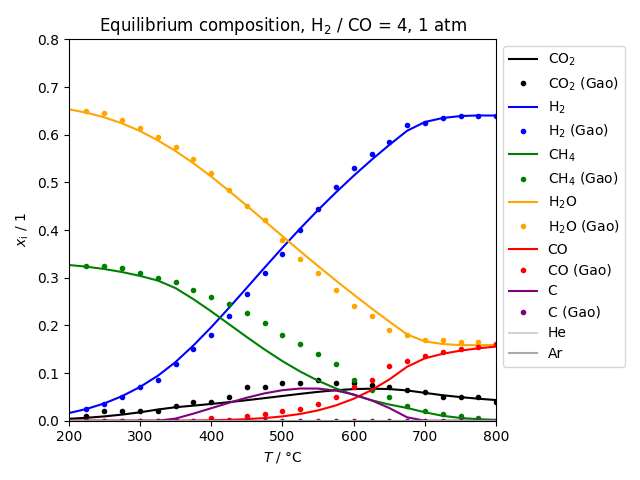 Equilibrium composition, H₂ / CO = 4, 1 atm
0.8
0.7
0.6
0.5
0.4
0.3
0.2
0.1
0.0
200
300
400
500
600
700
800
xᵢ / 1
T / °C
CO₂
CO₂ (Gao)
H₂
H₂ (Gao)
CH₄
CH₄ (Gao)
H₂O
H₂O (Gao)
CO
CO (Gao)
C
C (Gao)
He
Ar